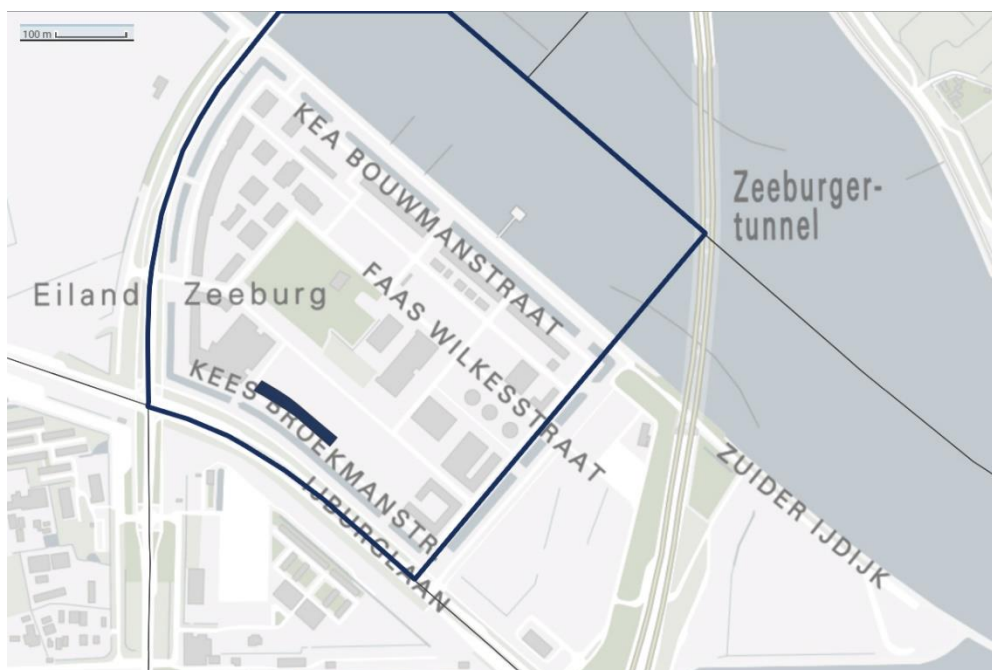 100 m
KEA BOUWMANSTRAAT
Zeeburger-
tunnel
FAAS WILKESSTRAAT
Eiland Zeeburg
KEES BROEKMANSTR.
IJBURGLAAN
ZUIDER IJDIJK